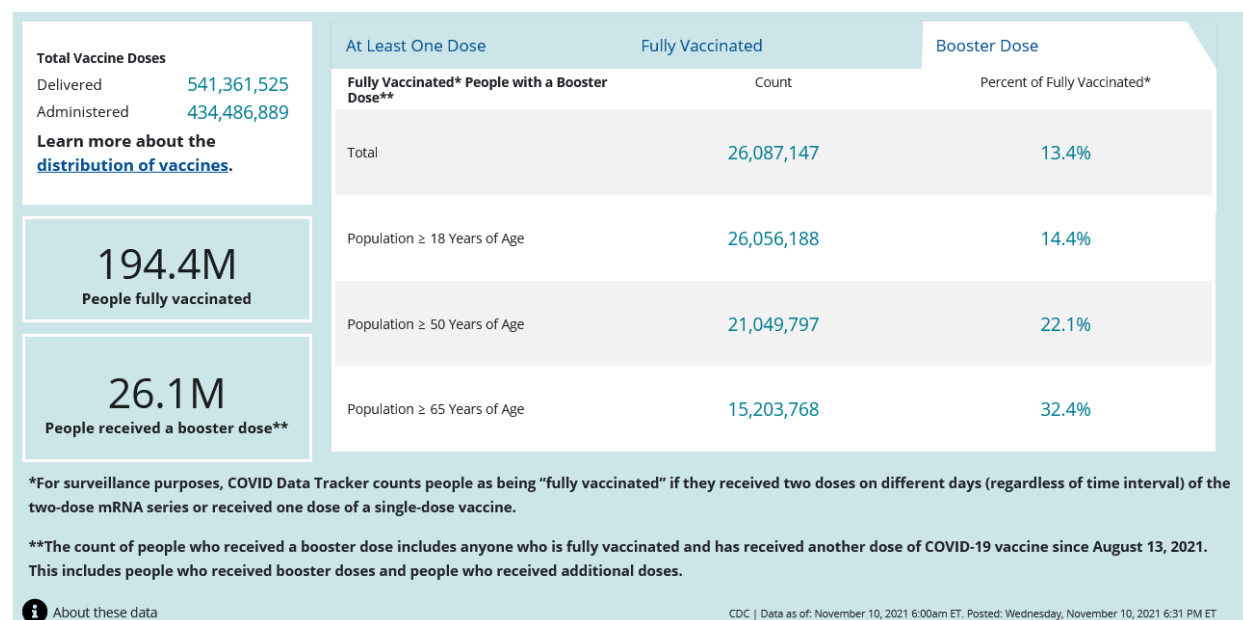 Total Vaccine Doses
Delivered 541,361,525
Administered 434,486,889
Learn more about the
distribution of vaccines.
194.4M
People fully vaccinated
26.1M
People received a booster dose**
At Least One Dose Fully Vaccinated Booster Dose
Fully Vaccinated* People with a Booster
Dose** Count Percent of Fully Vaccinated*
Total 26,087,147 13.4%
Population ≥ 18 Years of Age 26,056,188 14.4%
Population ≥ 50 Years of Age 21,049,797 22.1%
Population ≥ 65 Years of Age 15,203,768 32.4%
*For surveillance purposes, COVID Data Tracker counts people as being “fully vaccinated” if they received two doses on different days (regardless of time interval) of the
two-dose mRNA series or received one dose of a single-dose vaccine.
**The count of people who received a booster dose includes anyone who is fully vaccinated and has received another dose of COVID-19 vaccine since August 13, 2021.
This includes people who received booster doses and people who received additional doses.
About these data
CDC | Data as of: November 10, 2021 6:00am ET. Posted: Wednesday, November 10, 2021 6:31 PM ET